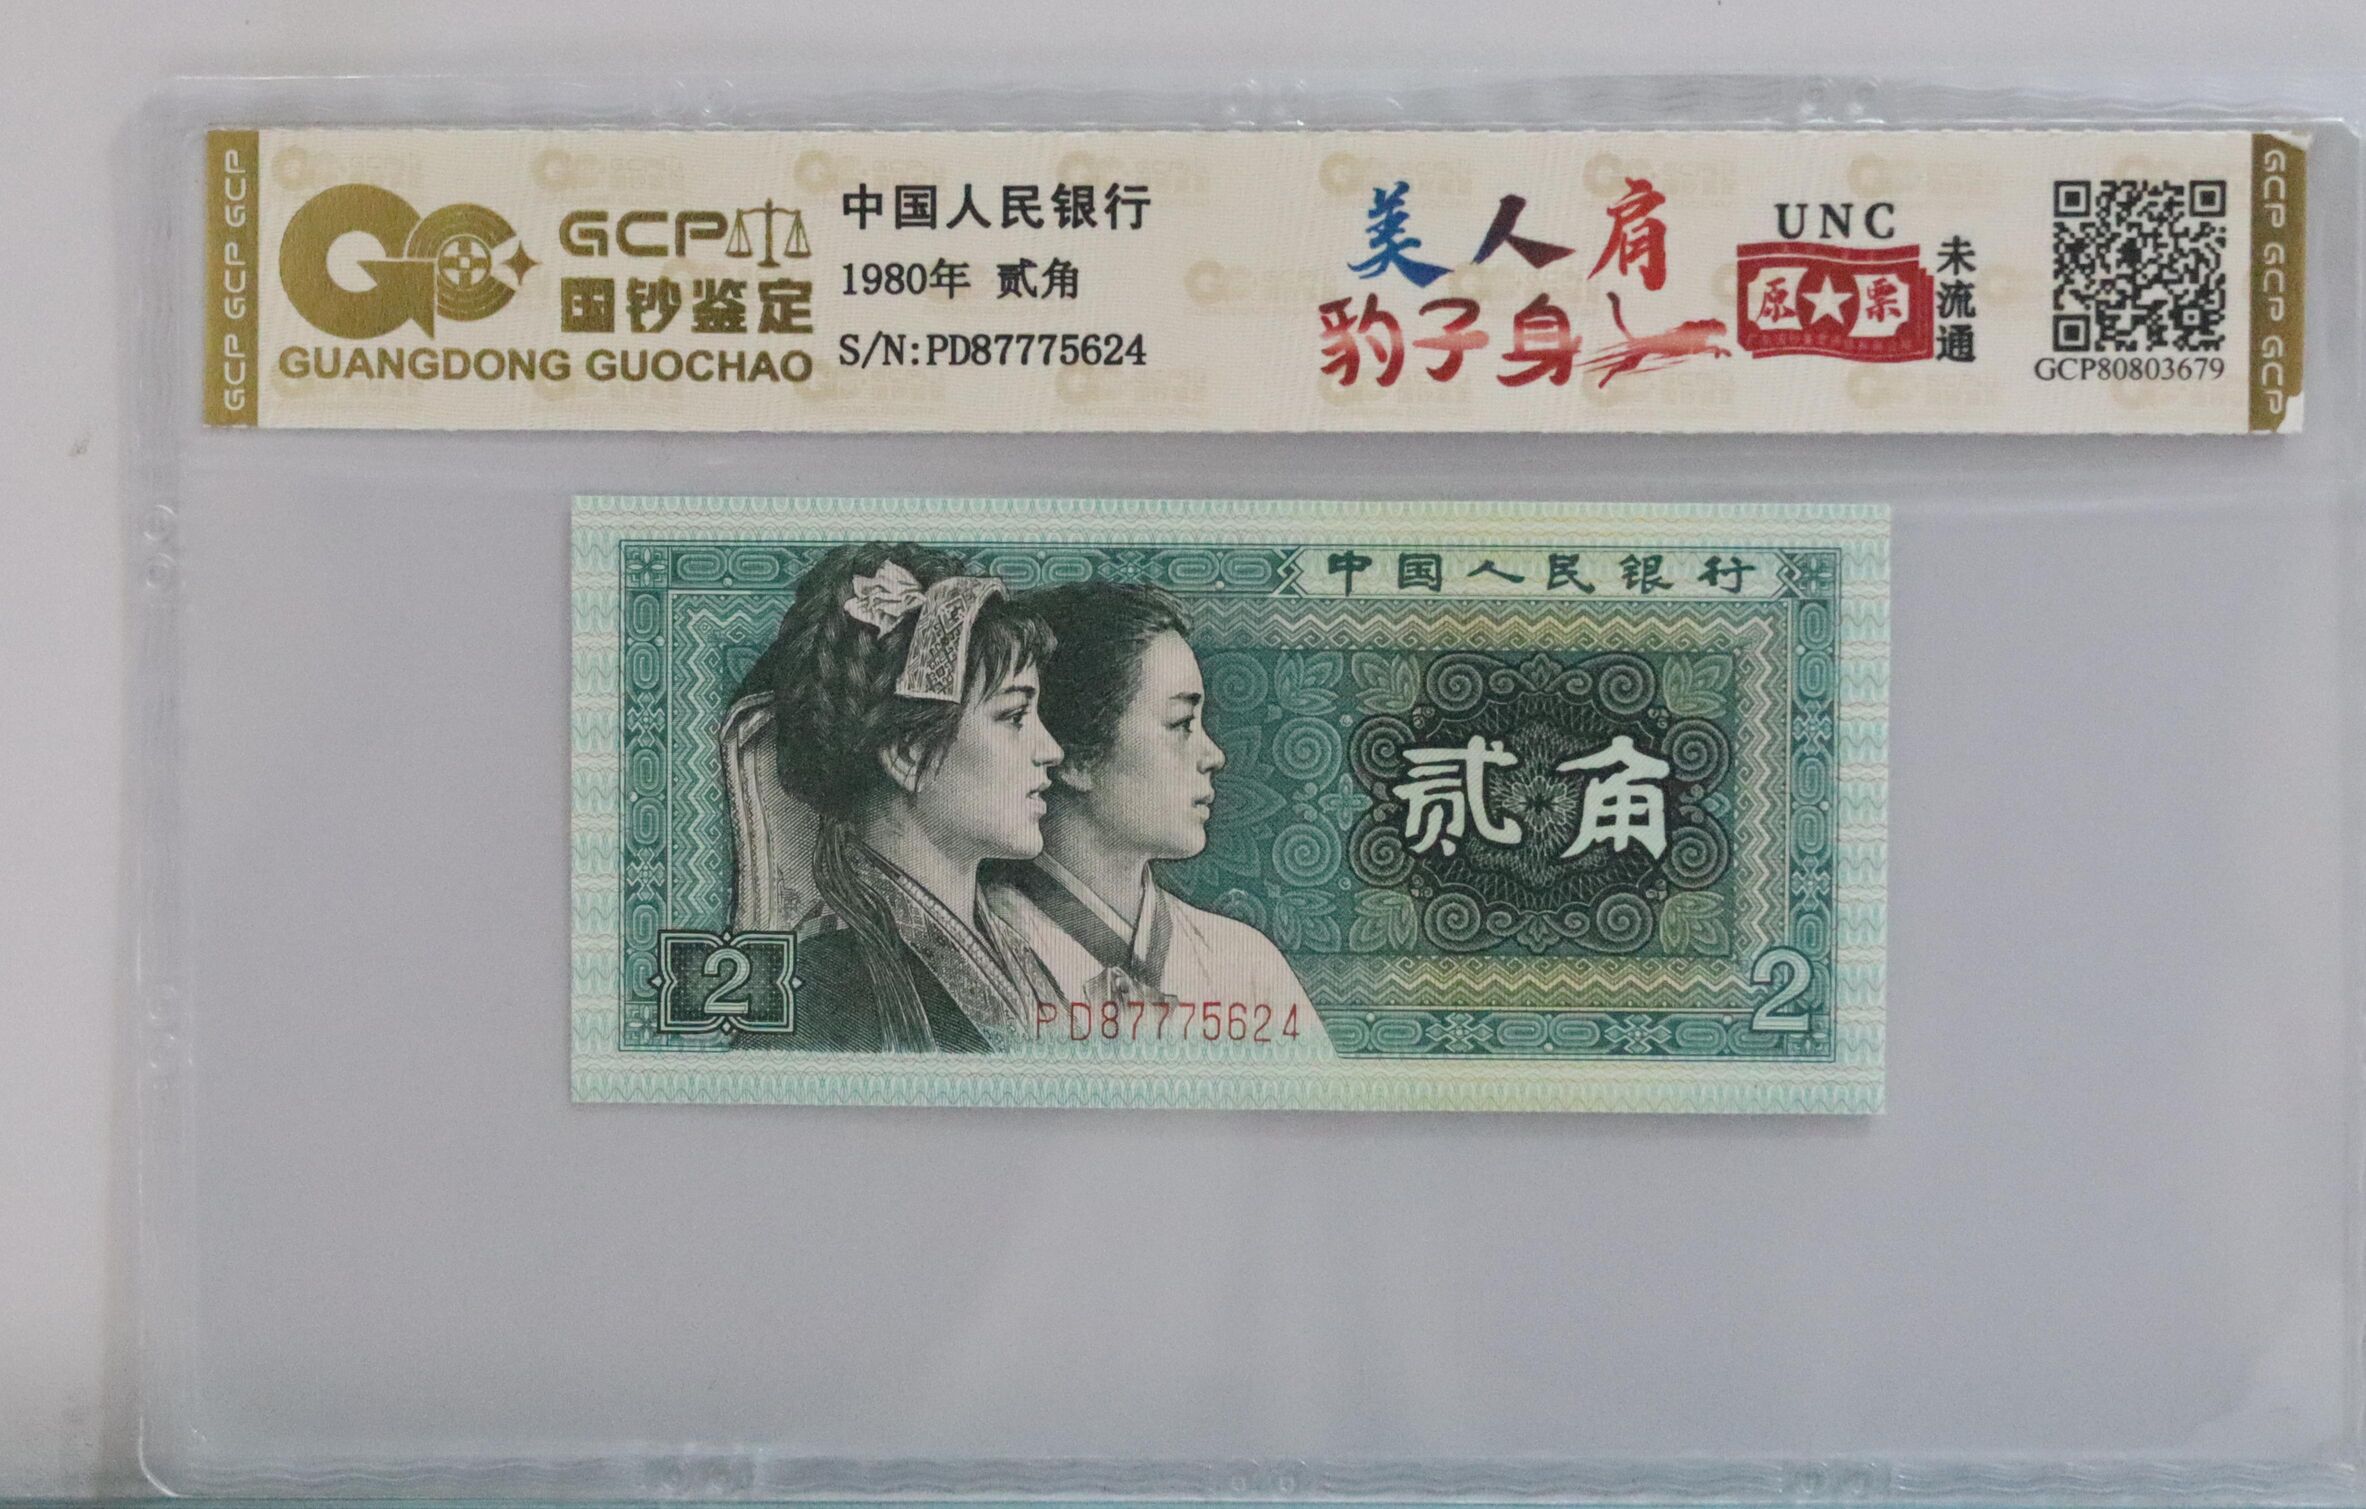 GCP GCP GCP
GCP
国钞鉴定
GUANGDONG GUOCHAO
中国人民银行
1980年 贰角
S/N:PD87775624
美人肩
豹子身
UNC
原★票
未流通
GCP80803679
GCP GCP GCP
中国人民银行
贰角
2
2
PD87775624